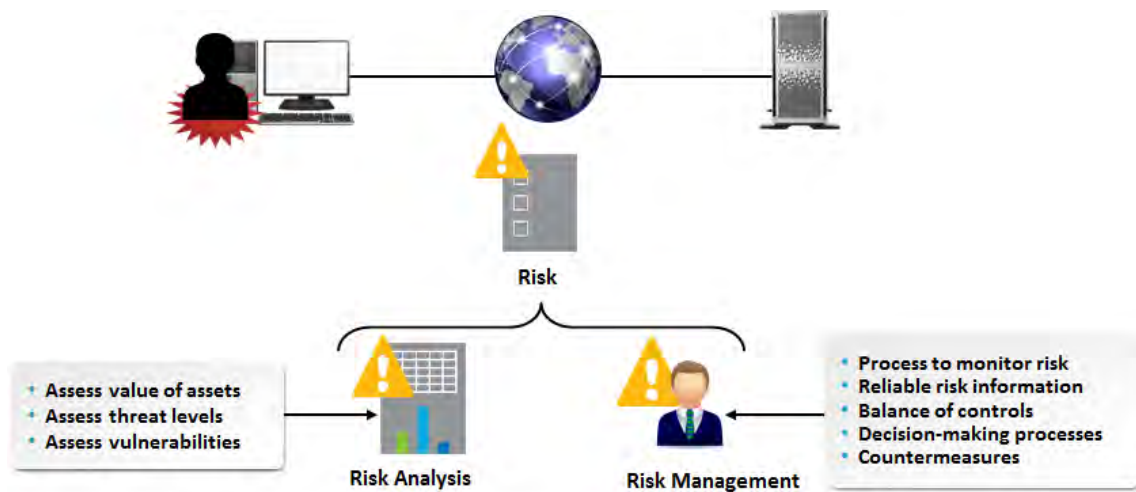 Risk
• Assess value of assets
• Assess threat levels
• Assess vulnerabilities
Risk Analysis
• Process to monitor risk
• Reliable risk information
• Balance of controls
• Decision-making processes
• Countermeasures
Risk Management